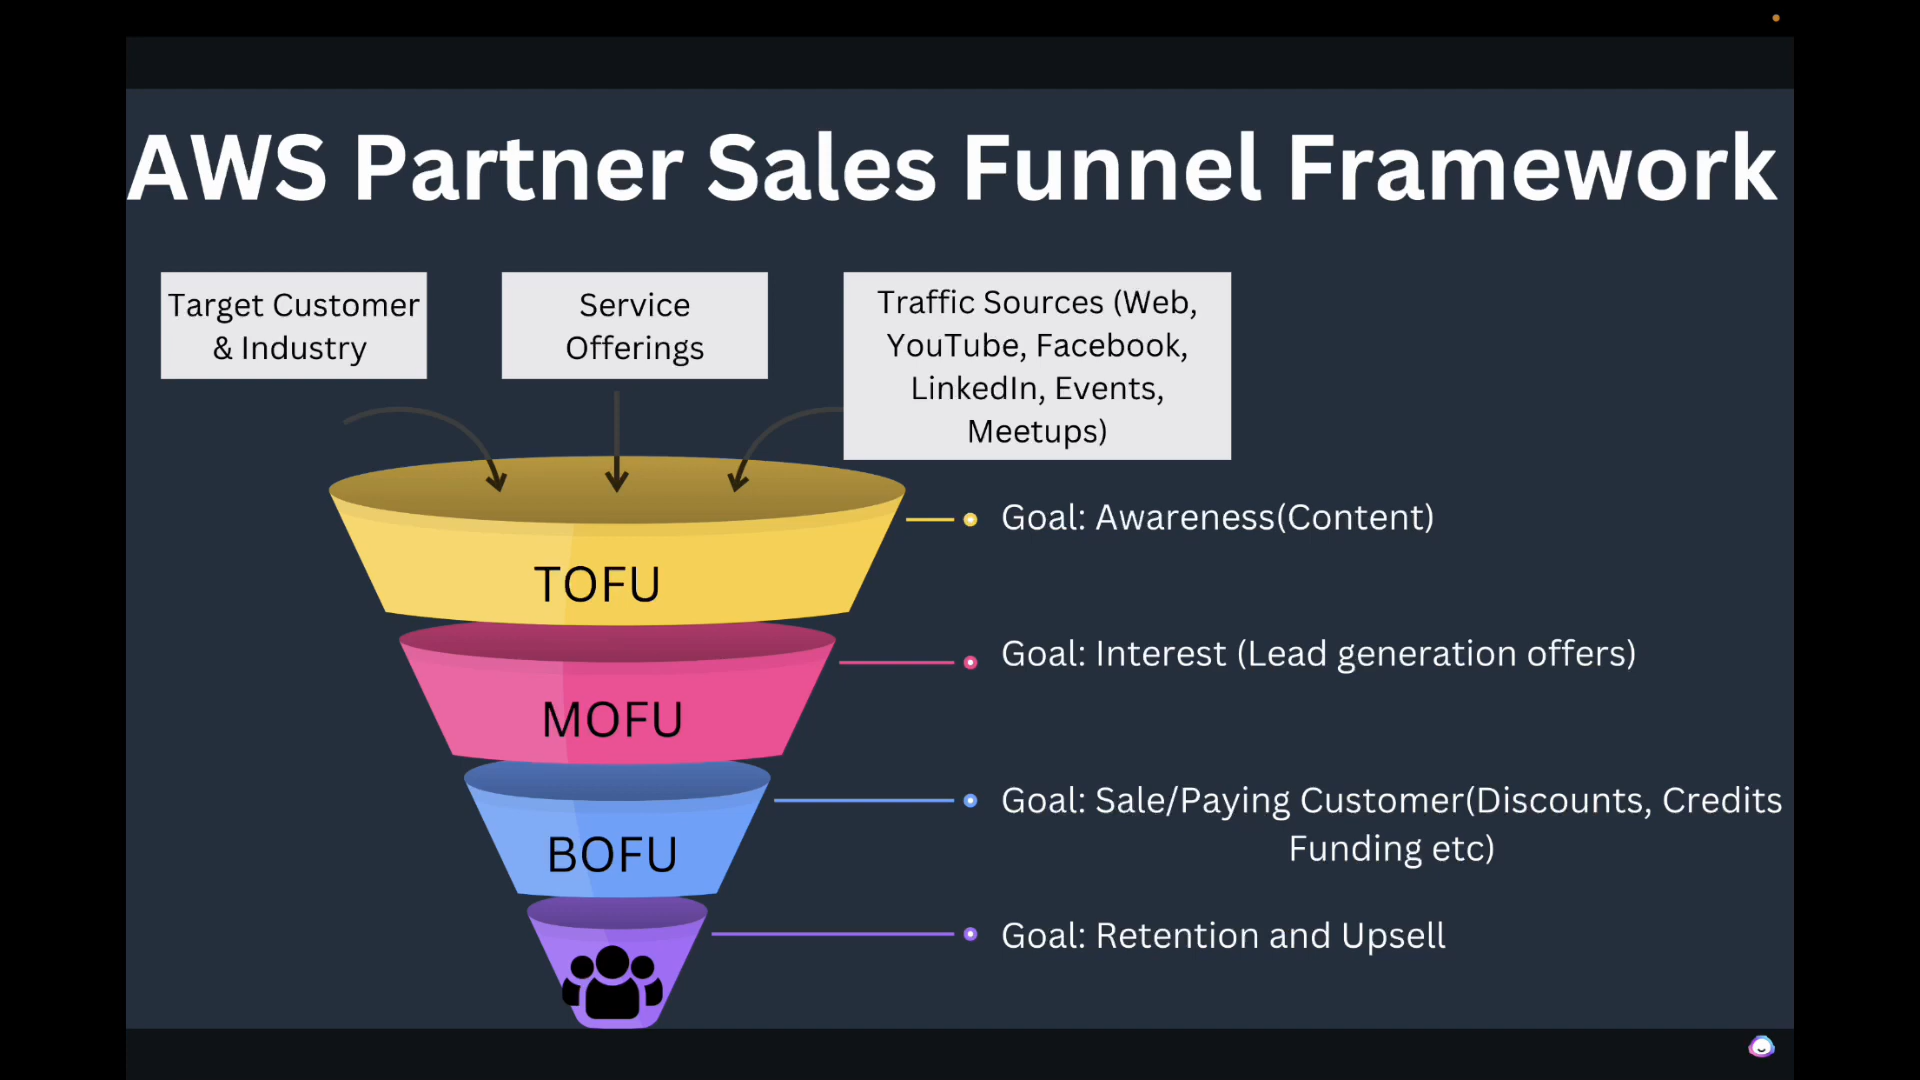 AWS Partner Sales Funnel Framework
Target Customer
& Industry
Service
Offerings
Traffic Sources (Web,
YouTube, Facebook,
LinkedIn, Events,
Meetups)
TOFU
Goal: Awareness(Content)
MOFU
Goal: Interest (Lead generation offers)
BOFU
Goal: Sale/Paying Customer(Discounts, Credits
Funding etc)
Goal: Retention and Upsell